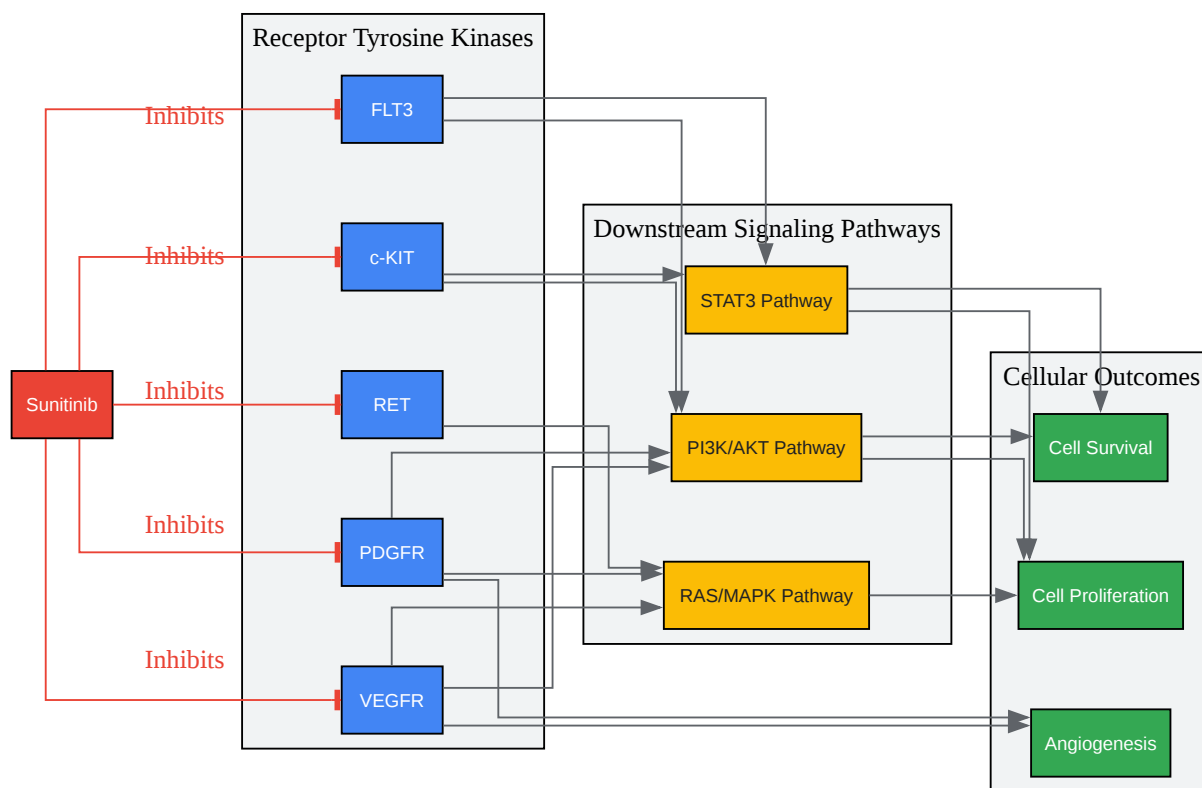 Receptor Tyrosine Kinases
Inhibits
FLT3
Inhibits
c-KIT
Downstream Signaling Pathways
STAT3 Pathway
Cellular Outcomes
Sunitinib
Inhibits
RET
PI3K/AKT Pathway
Cell Survival
Inhibits
PDGFR
RAS/MAPK Pathway
Cell Proliferation
Inhibits
VEGFR
Angiogenesis